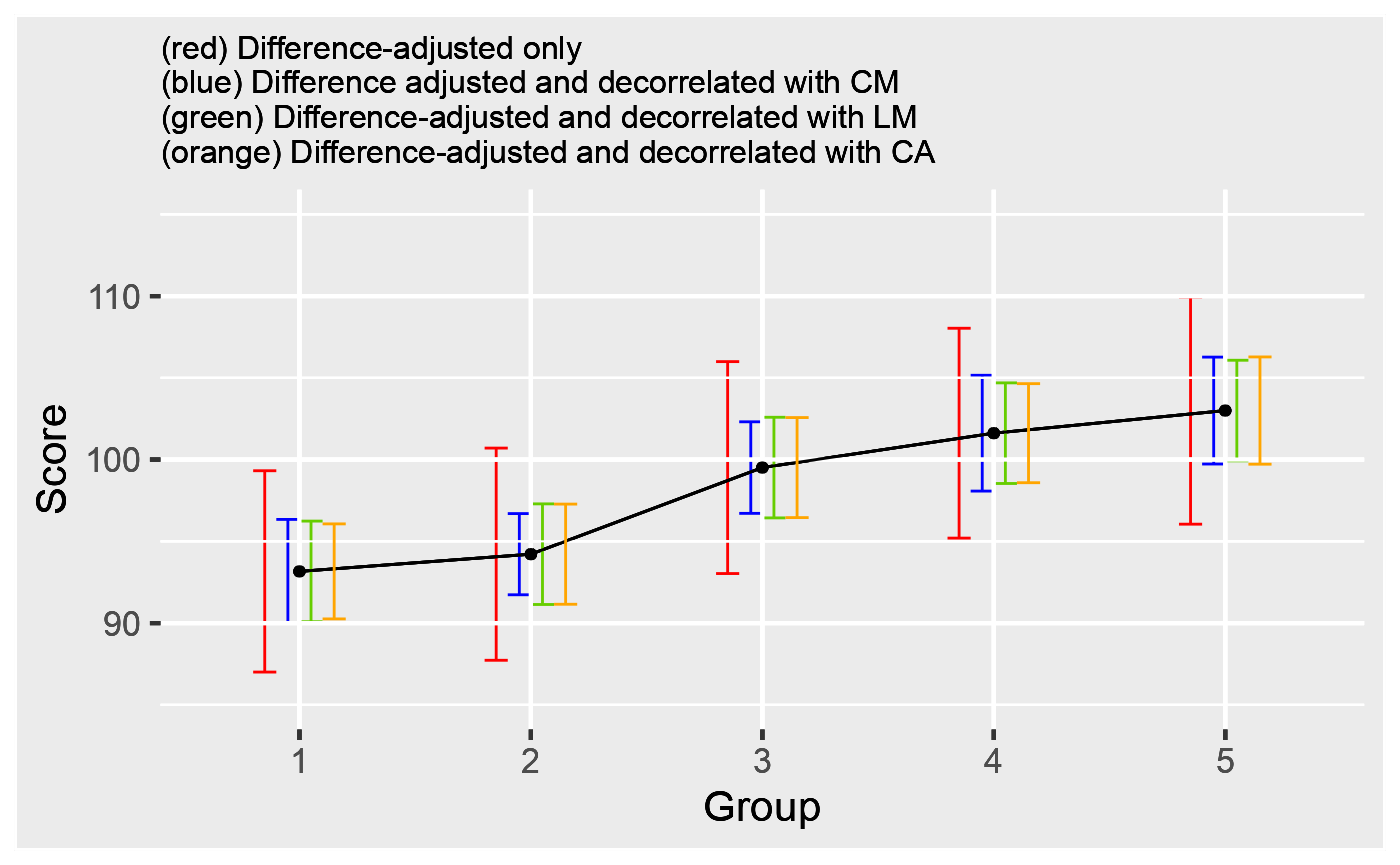 (red) Difference-adjusted only
(blue) Difference adjusted and decorrelated with CM
(green) Difference-adjusted and decorrelated with LM
(orange) Difference-adjusted and decorrelated with CA
110
100
90
Score
1 2 3 4 5
Group